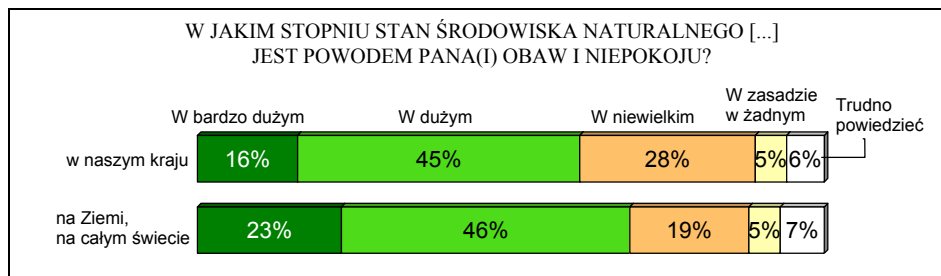 W JAKIM STOPNIU STAN ŚRODOWISKA NATURALNEGO [...]
JEST POWODEM PANA(I) OBAW I NIEPOKOJU?
W bardzo dużym
W dużym
W niewielkim
W zasadzie
w żadnym
Trudno
powiedzieć
w naszym kraju
16%
45%
28%
5%
6%
na Ziemi,
na całym świecie
23%
46%
19%
5%
7%